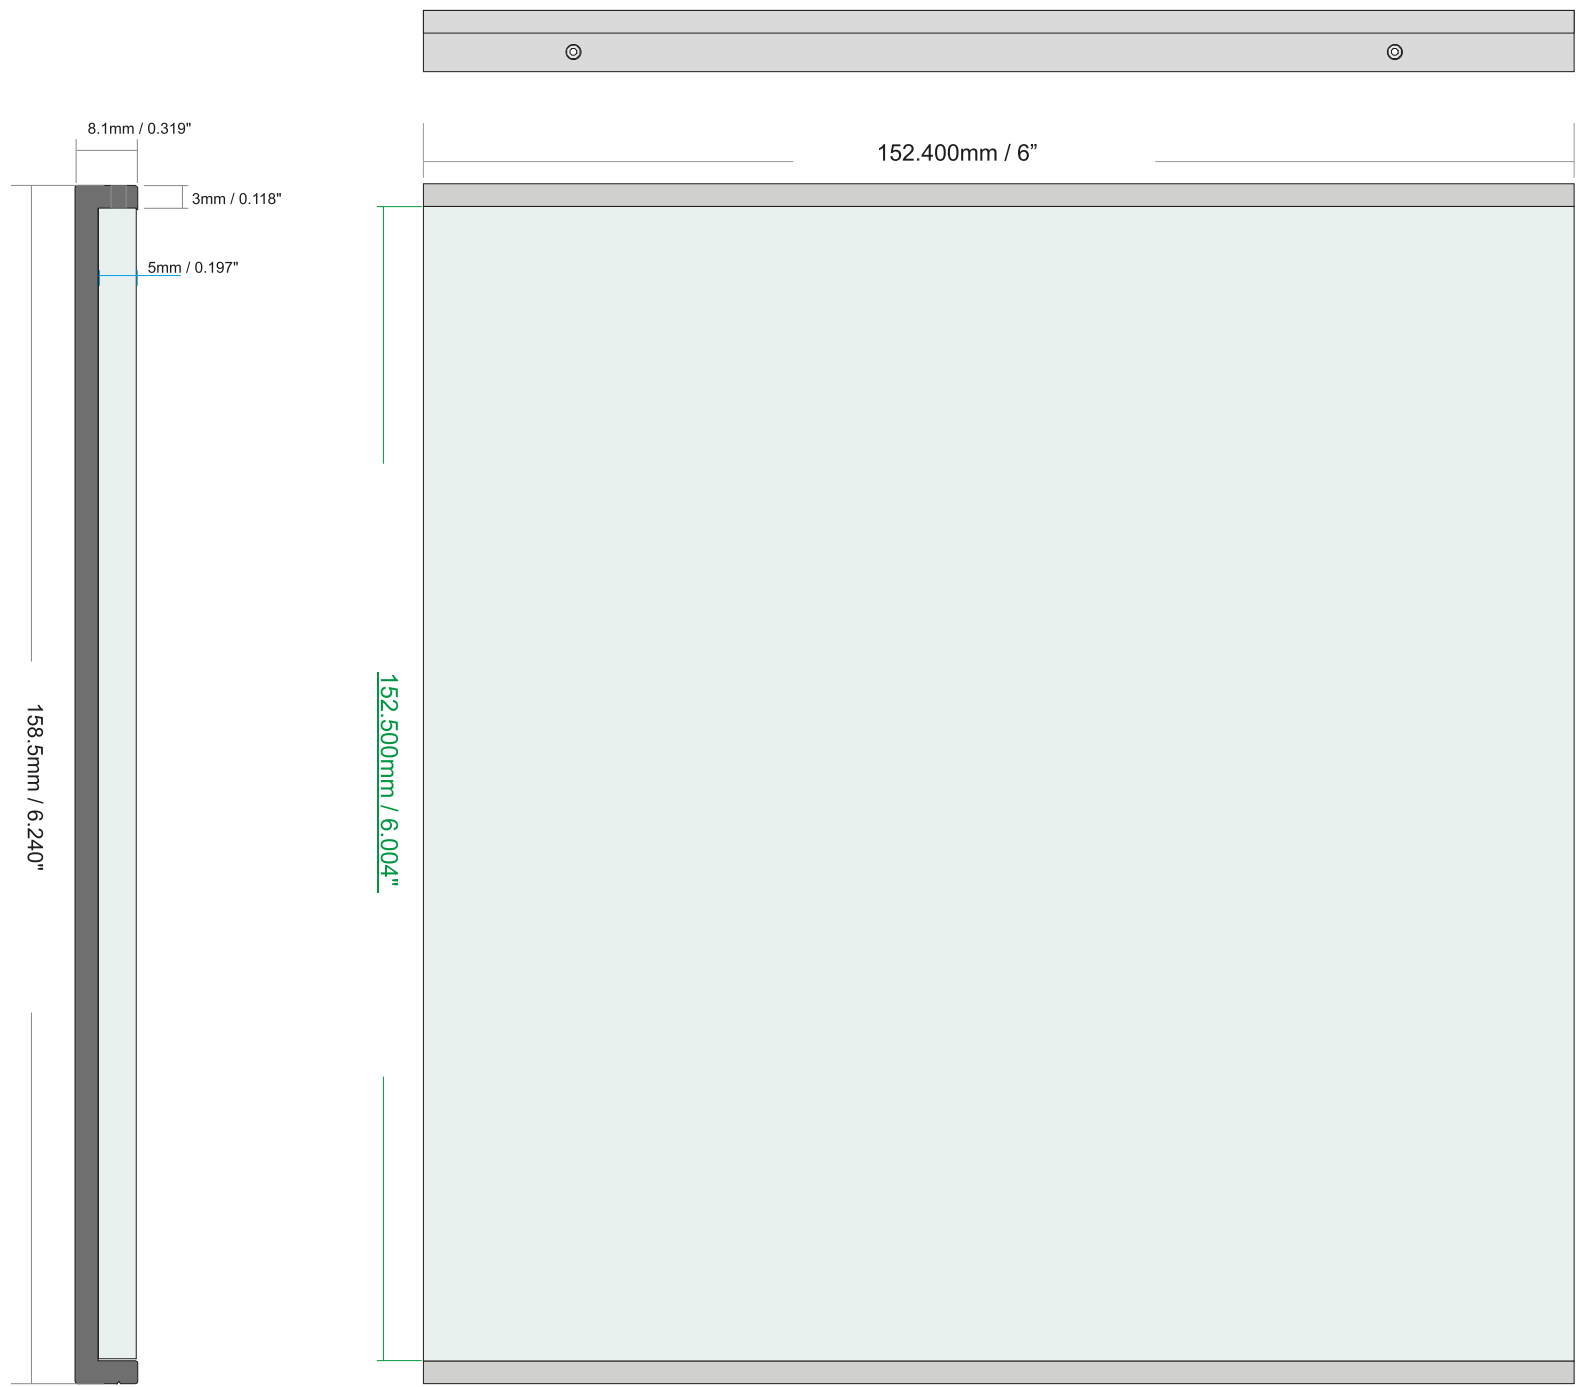 8.1mm / 0.319"
152.400mm / 6”
3mm / 0.118"
5mm / 0.197"
158.5mm / 6.240"
152.500mm / 6.004"